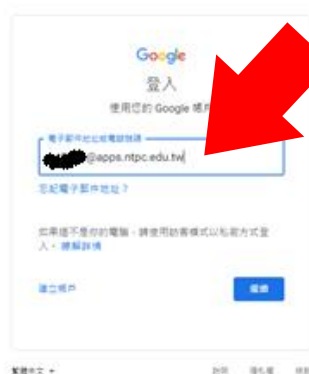 Google
登入
使用您的 Google 帳戶
電子郵件地址或電話號碼
@apps.ntpc.edu.tw
忘記電子郵件地址？
如果這不是你的電腦，請使用訪客模式以私密方式登
入。瞭解詳情
建立帳戶
繼續
繁體中文
說明 隱私權 條款